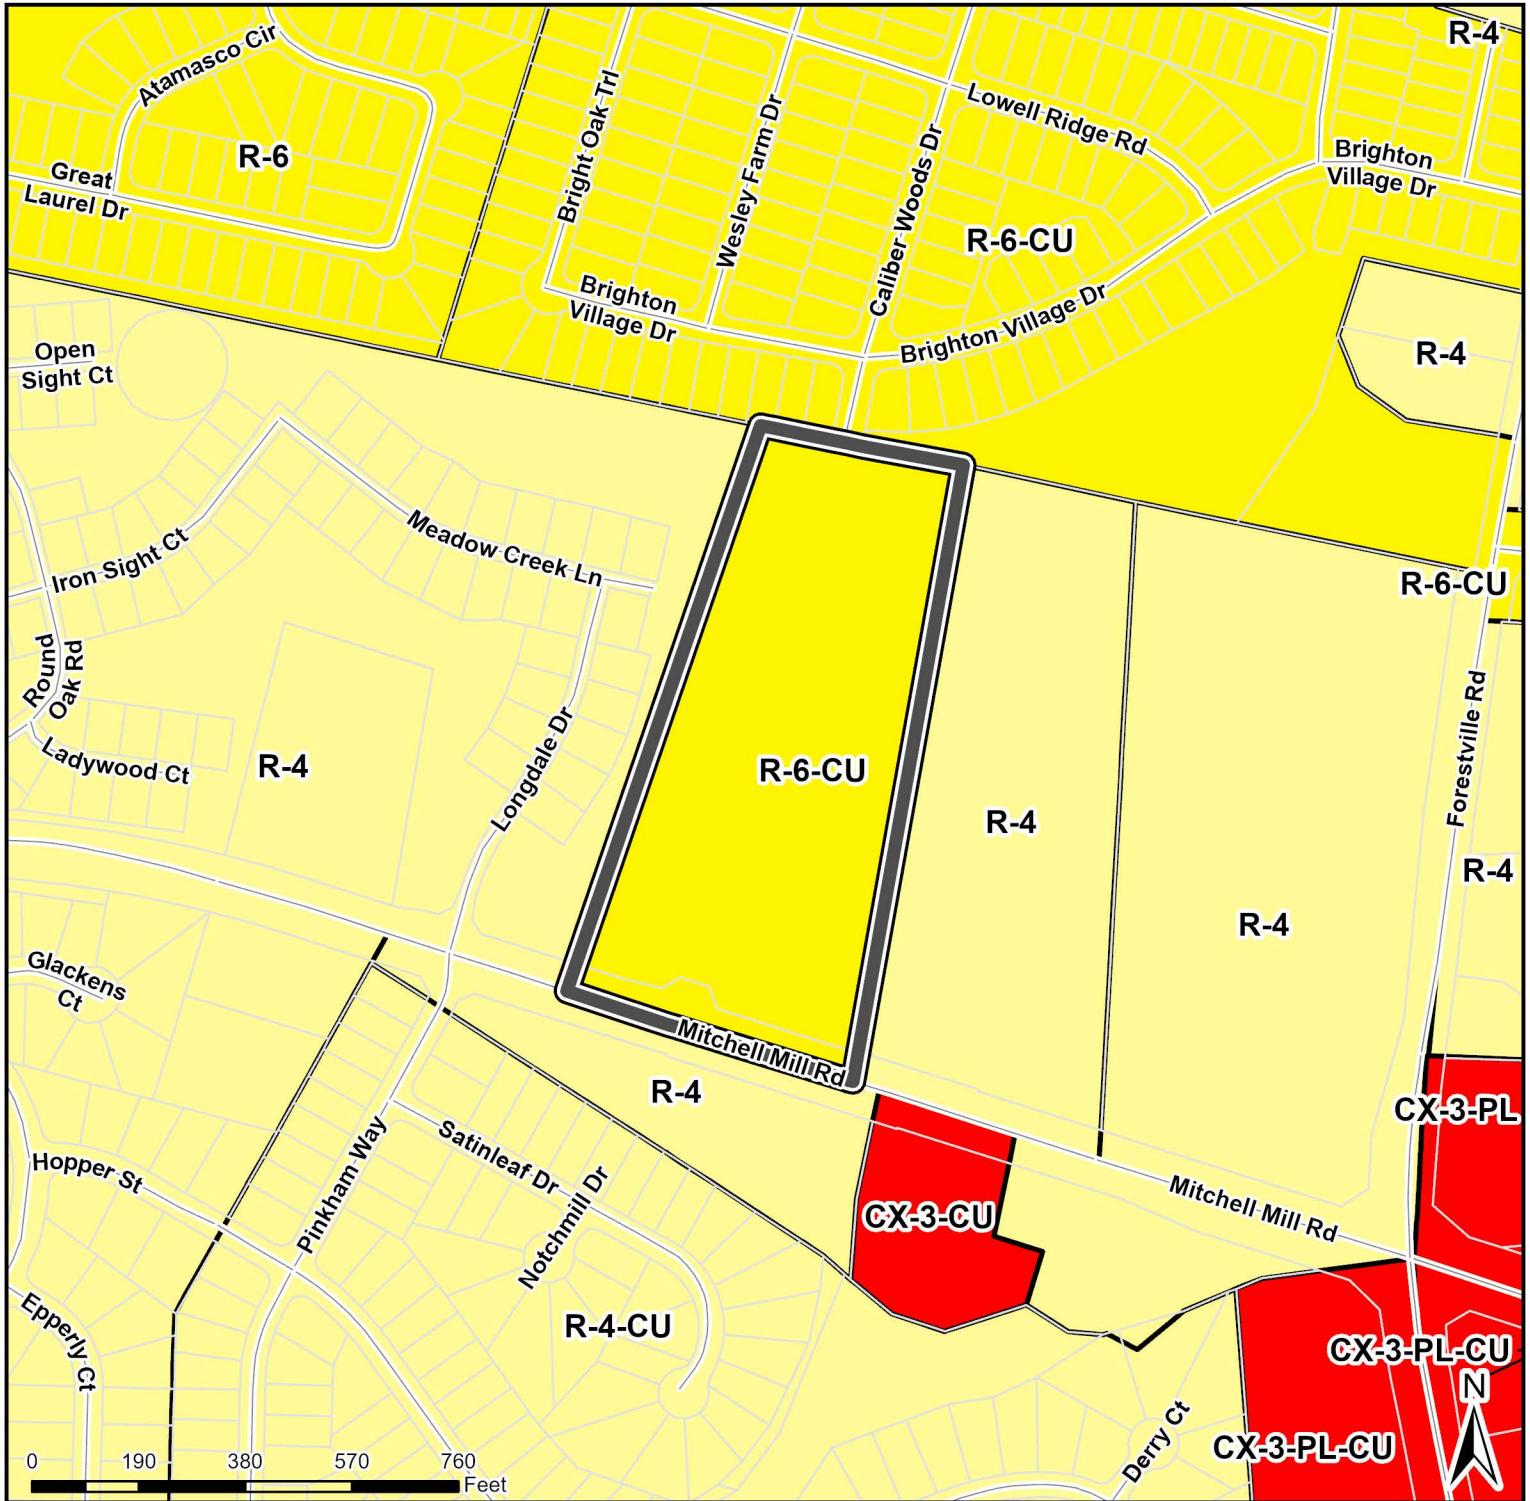 R-4
Atamasco Cir
Bright Oak Trl
Wesley Farm Dr
Lowell Ridge Rd
Caliber Woods Dr
R-6
Brighton
Village Dr
Great
Laurel Dr
R-6-CU
Brighton
Village Dr
Brighton Village Dr
Open
Sight Ct
R-4
Meadow Creek Ln
Iron Sight Ct
R-6-CU
Round
Oak Rd
Forestville Rd
Ladywood Ct
R-4
Longdale Dr
R-6-CU
R-4
R-4
R-4
Glackens
Ct
Mitchell Mill Rd
R-4
CX-3-PL
Hopper St
Pinkham Way
Satinleaf Dr
Notchmill Dr
CX-3-CU
Mitchell Mill Rd
Epperly Ct
R-4-CU
CX-3-PL-CU
N
Derry Ct
CX-3-PL-CU
0 190 380 570 760
Feet